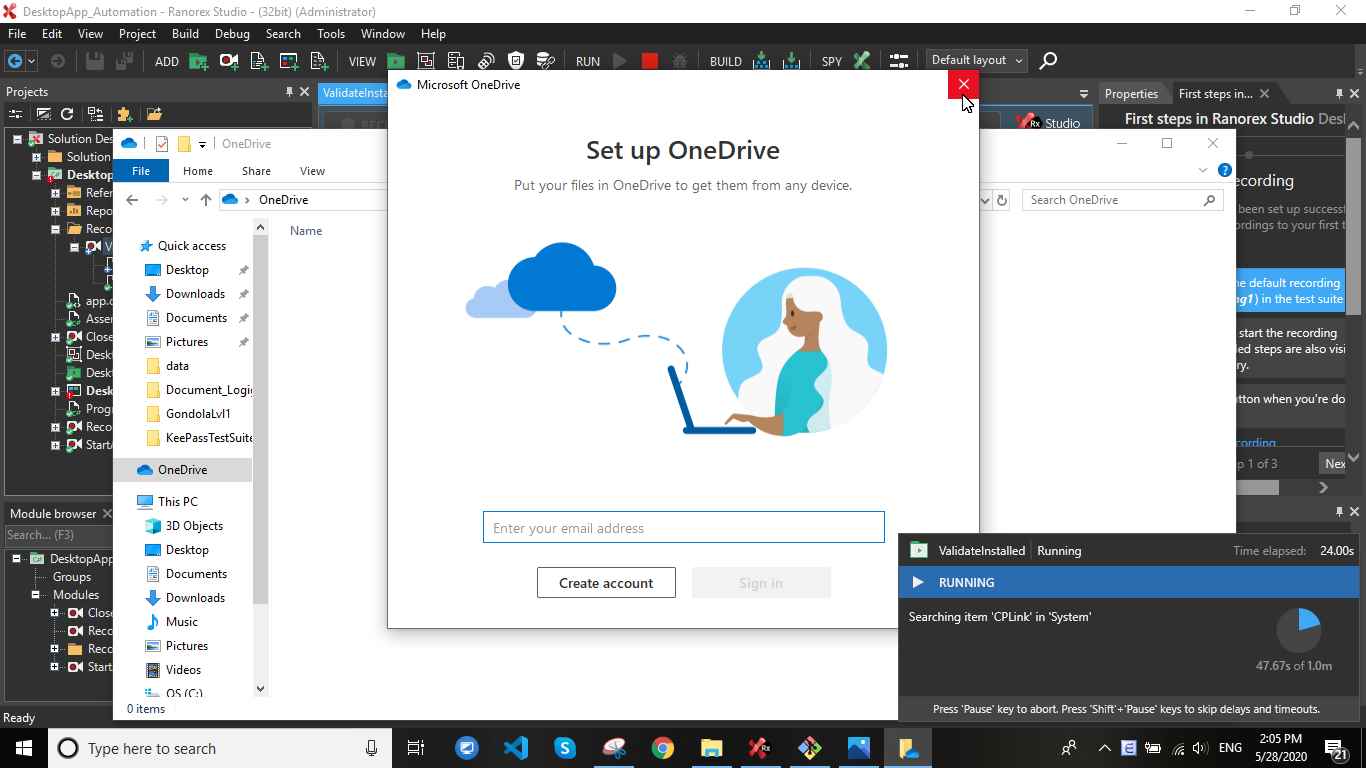 DesktopApp_Automation - Ranorex Studio - (32bit) (Administrator)
File Edit View Project Build Debug Search Tools Window Help
ADD VIEW RUN BUILD SPY Default layout
Projects
ValidateInsta
Properties
First steps in...
Microsoft OneDrive
Studio
First steps in Ranorex Studio Des
Solution Des
Solution
Desktop
Refer
Repo
Reco
V
app.c
Asser
Close
Deskt
Deskt
Desk
Progr
Reco
StartA
OneDrive
File Home Share View
OneDrive
Search OneDrive
Name
Quick access
Desktop
Downloads
Documents
Pictures
data
Document_Logi
GondolaLvl1
KeePassTestSuite
OneDrive
This PC
3D Objects
Desktop
Documents
Downloads
Music
Pictures
Videos
OS (C:)
0 items
Set up OneDrive
Put your files in OneDrive to get them from any device.
Enter your email address
Create account
Sign in
ecording
been set up success
ordings to your first t
ne default recording
ng1) in the test suite
start the recording
led steps are also visi
ry.
utton when you're do
cording
p 1 of 3
Nex
Module browser
Search... (F3)
DesktopApp
Groups
Modules
Close
Reco
Reco
Start
Ready
ValidateInstalled Running Time elapsed: 24.00s
RUNNING
Searching item 'CPLink' in 'System'
47.67s of 1.0m
Press 'Pause' key to abort. Press 'Shift'+'Pause' keys to skip delays and timeouts.
Type here to search
ENG
2:05 PM
5/28/2020
21